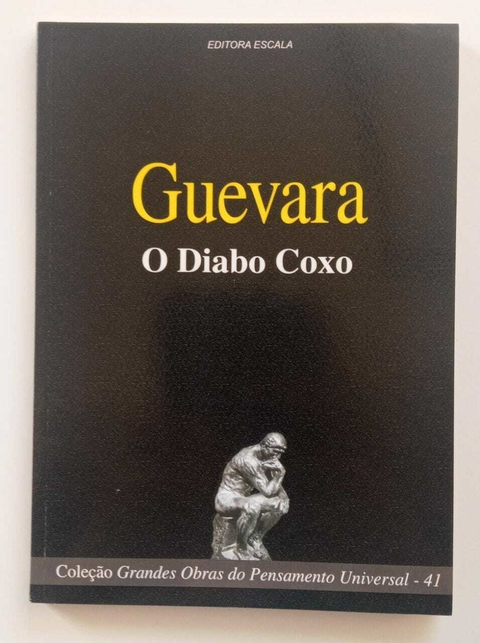 EDITORA ESCALA
Guevara
O Diabo Coxo
Coleção Grandes Obras do Pensamento Universal - 41